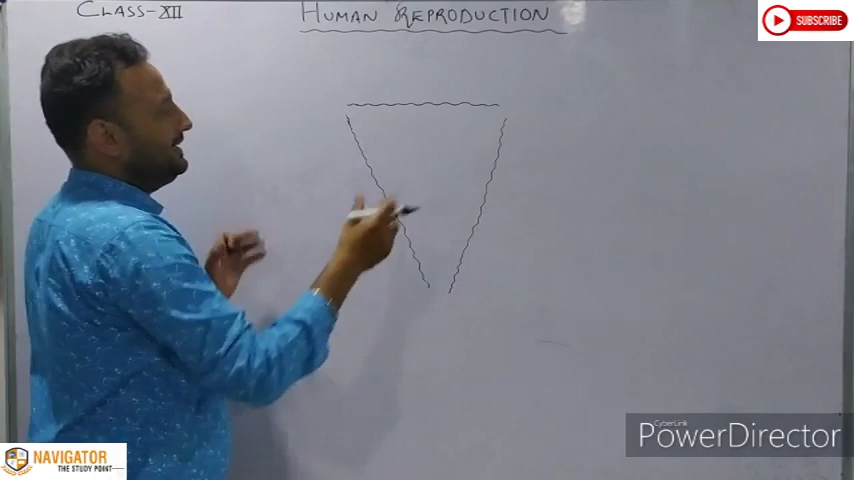 CLASS-XII
HUMAN REPRODUCTION
SUBSCRIBE
NAVIGATOR
THE STUDY POINT
CyberLink
PowerDirector